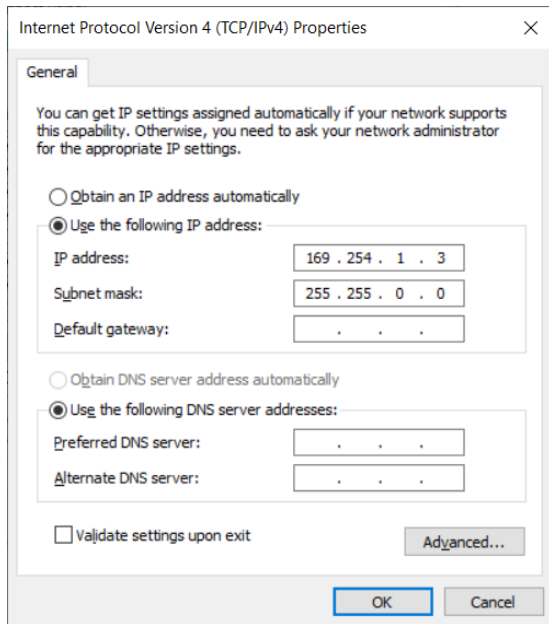 Internet Protocol Version 4 (TCP/IPv4) Properties
General
You can get IP settings assigned automatically if your network supports
this capability. Otherwise, you need to ask your network administrator
for the appropriate IP settings.
Obtain an IP address automatically
Use the following IP address:
IP address: 169 . 254 . 1 . 3
Subnet mask: 255 . 255 . 0 . 0
Default gateway: . . .
Obtain DNS server address automatically
Use the following DNS server addresses:
Preferred DNS server: . . .
Alternate DNS server: . . .
Validate settings upon exit
Advanced...
OK Cancel